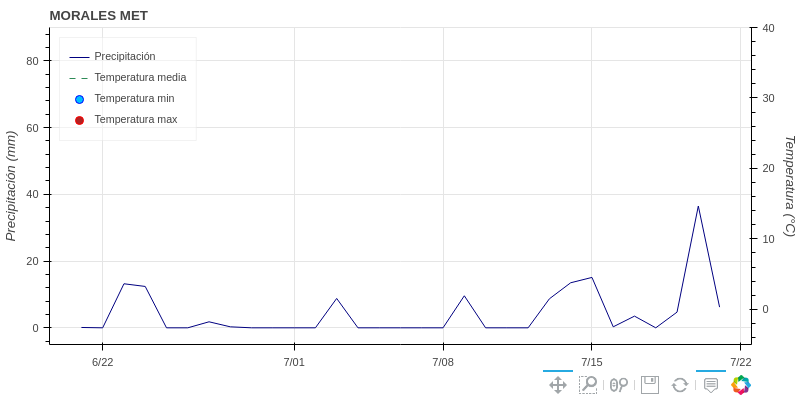 MORALES MET
Precipitación
Temperatura media
Temperatura min
Temperatura max
Precipitación (mm)
80
60
40
20
0
Temperatura (°C)
40
30
20
10
0
6/22
7/01
7/08
7/15
7/22